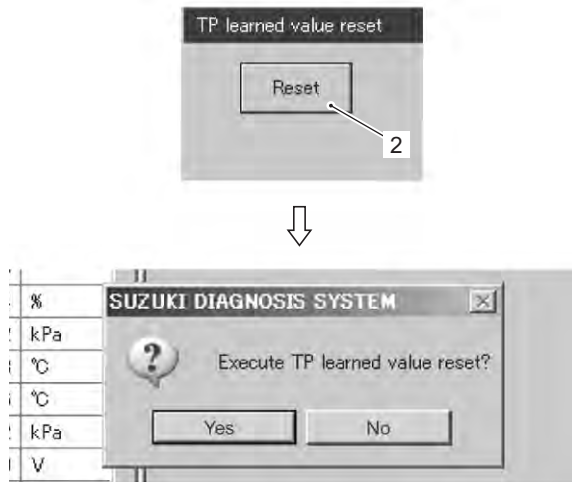 TP learned value reset
Reset
2
%
kPa
°C
°C
kPa
V
SUZUKI DIAGNOSIS SYSTEM
?
Execute TP learned value reset?
Yes
No